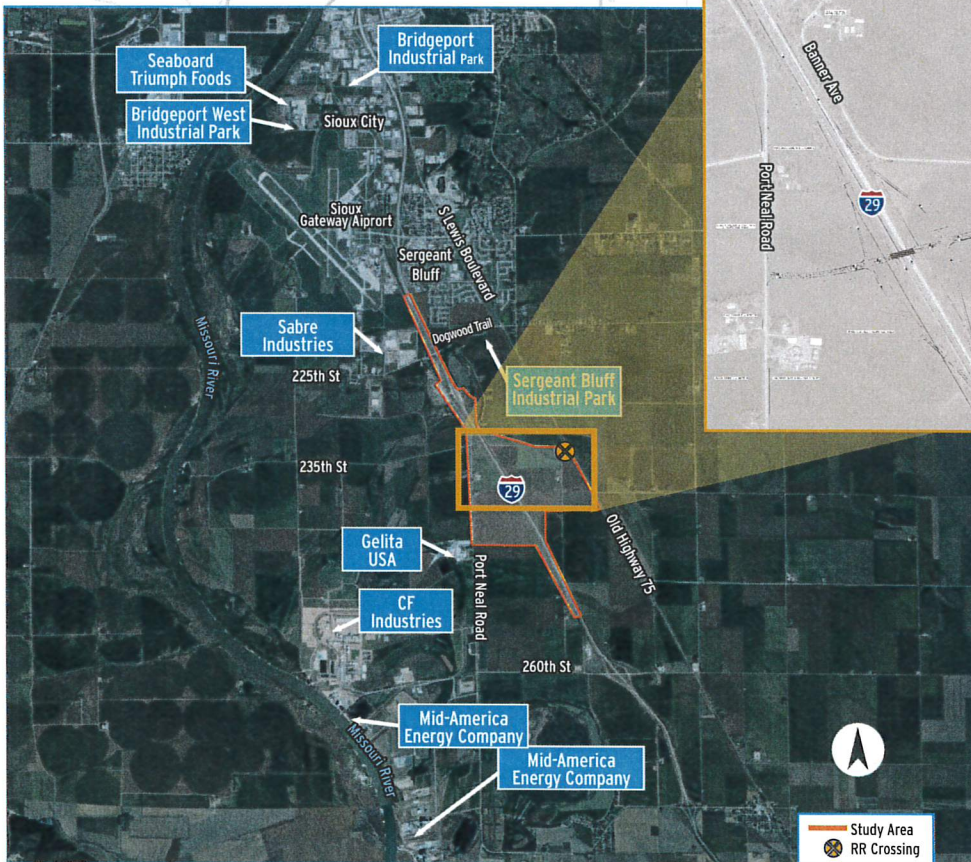 Seaboard
Triumph Foods
Bridgeport
Industrial Park
Bridgeport West
Industrial Park
Sioux City
Banner Ave
Port Neal Road
29
Sioux
Gateway Aiprort
S Lewis Boulevard
Sergeant
Bluff
Missouri River
Sabre
Industries
Dogwood Trail
225th St
Sergeant Bluff
Industrial Park
235th St
29
Old Highway 75
Gelita
USA
Port Neal Road
CF
Industries
260th St
Mid-America
Energy Company
Missouri River
Mid-America
Energy Company
Study Area
RR Crossing